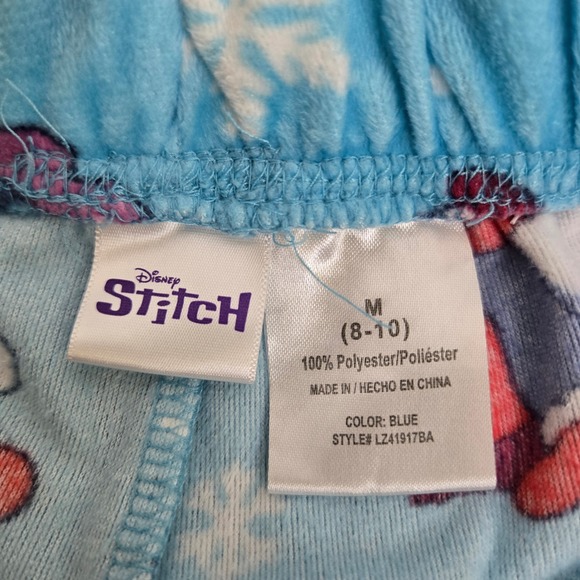 Disney
Stitch
M
(8-10)
100% Polyester/Poliéster
MADE IN / HECHO EN CHINA
COLOR: BLUE
STYLE# LZ41917BA